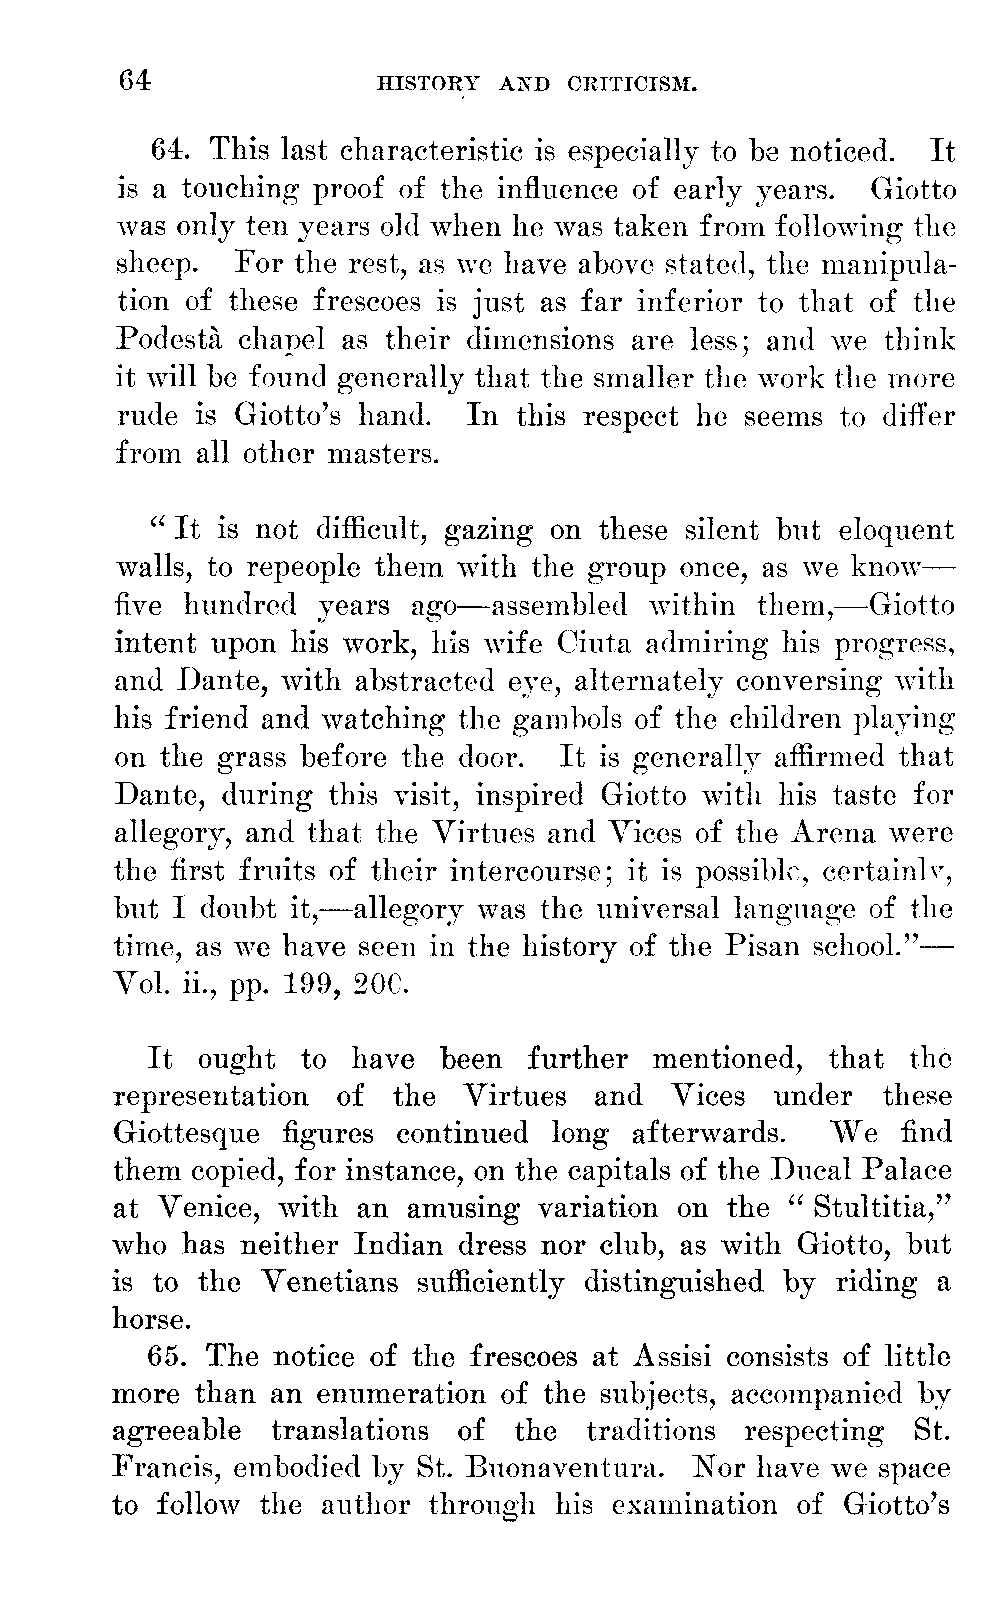 64 HISTORY AND CRITICISM.
64. This last characteristic is especially to be noticed. It
is a touching proof of the influence of early years. Giotto
was only ten years old when he was taken from following the
sheep. For the rest, as we have above stated, the manipula-
tion of these frescoes is just as far inferior to that of the
Podestà chapel as their dimensions are less; and we think
it will be found generally that the smaller the work the more
rude is Giotto's hand. In this respect he seems to differ
from all other masters.
"It is not difficult, gazing on these silent but eloquent
walls, to repeople them with the group once, as we know—
five hundred years ago—assembled within them,—Giotto
intent upon his work, his wife Ciuta admiring his progress,
and Dante, with abstracted eye, alternately conversing with
his friend and watching the gambols of the children playing
on the grass before the door. It is generally affirmed that
Dante, during this visit, inspired Giotto with his taste for
allegory, and that the Virtues and Vices of the Arena were
the first fruits of their intercourse; it is possible, certainly,
but I doubt it,—allegory was the universal language of the
time, as we have seen in the history of the Pisan school."—
Vol. ii., pp. 199, 200.
It ought to have been further mentioned, that the
representation of the Virtues and Vices under these
Giottesque figures continued long afterwards. We find
them copied, for instance, on the capitals of the Ducal Palace
at Venice, with an amusing variation on the "Stultitia,"
who has neither Indian dress nor club, as with Giotto, but
is to the Venetians sufficiently distinguished by riding a
horse.
65. The notice of the frescoes at Assisi consists of little
more than an enumeration of the subjects, accompanied by
agreeable translations of the traditions respecting St.
Francis, embodied by St. Buonaventura. Nor have we space
to follow the author through his examination of Giotto's